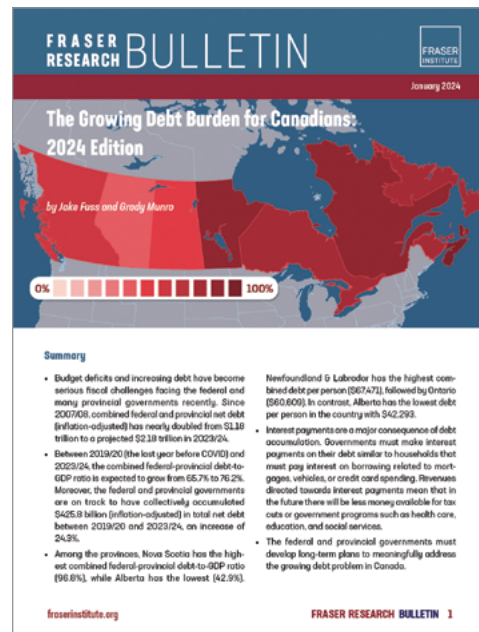 FRASER
RESEARCH BULLETIN
FRASER
INSTITUTE
January 2024
The Growing Debt Burden for Canadians:
2024 Edition
by Jake Fuss and Grady Munro
0% 100%
Summary
• Budget deficits and increasing debt have become
serious fiscal challenges facing the federal and
many provincial governments recently. Since
2007/08, combined federal and provincial net debt
(inflation-adjusted) has nearly doubled from $1.18
trillion to a projected $2.18 trillion in 2023/24.
• Between 2019/20 (the last year before COVID) and
2023/24, the combined federal-provincial debt-to-
GDP ratio is expected to grow from 65.7% to 76.2%.
Moreover, the federal and provincial governments
are on track to have collectively accumulated
$425.8 billion (inflation-adjusted) in total net debt
between 2019/20 and 2023/24, an increase of
24.3%.
• Among the provinces, Nova Scotia has the high-
est combined federal-provincial debt-to-GDP ratio
(96.8%), while Alberta has the lowest (42.9%).
Newfoundland & Labrador has the highest com-
bined debt per person ($67,471), followed by Ontario
($60,609). In contrast, Alberta has the lowest debt
per person in the country with $42,293.
• Interest payments are a major consequence of debt
accumulation. Governments must make interest
payments on their debt similar to households that
must pay interest on borrowing related to mort-
gages, vehicles, or credit card spending. Revenues
directed towards interest payments mean that in
the future there will be less money available for tax
cuts or government programs such as health care,
education, and social services.
• The federal and provincial governments must
develop long-term plans to meaningfully address
the growing debt problem in Canada.
fraserinstitute.org
FRASER RESEARCH BULLETIN 1